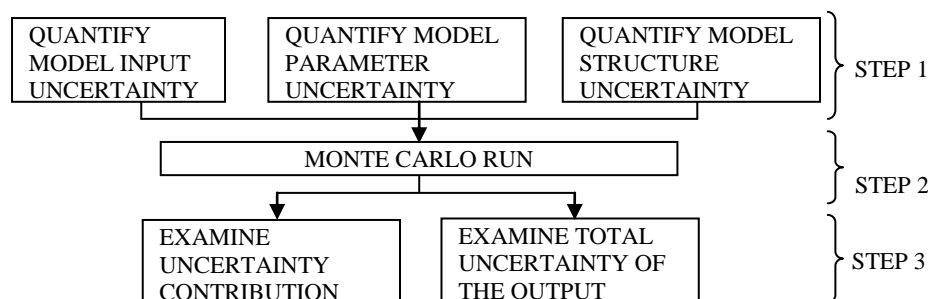 QUANTIFY
MODEL INPUT
UNCERTAINTY
QUANTIFY MODEL
PARAMETER
UNCERTAINTY
QUANTIFY MODEL
STRUCTURE
UNCERTAINTY
STEP 1
MONTE CARLO RUN
STEP 2
EXAMINE
UNCERTAINTY
CONTRIBUTION
EXAMINE TOTAL
UNCERTAINTY OF
THE OUTPUT
STEP 3